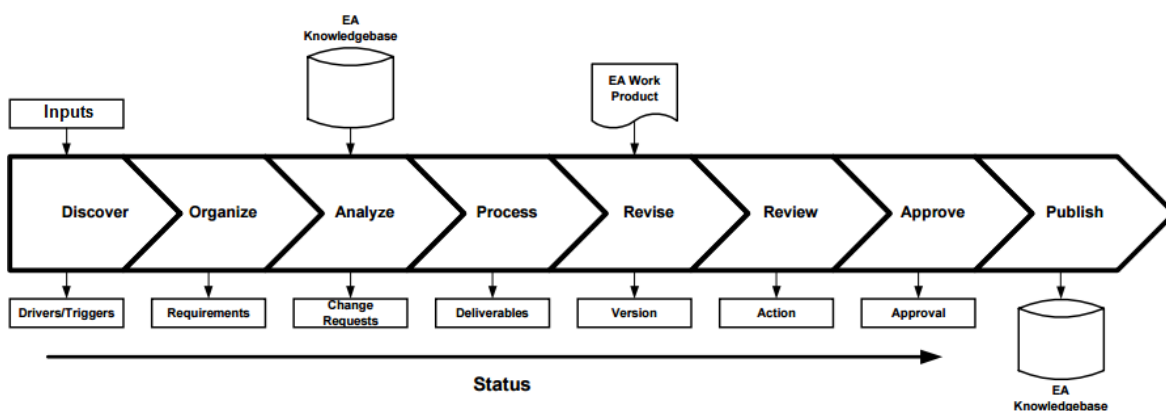 EA
Knowledgebase
EA Work
Product
Inputs
Discover
Organize
Analyze
Process
Revise
Review
Approve
Publish
Drivers/Triggers
Requirements
Change
Requests
Deliverables
Version
Action
Approval
Status
EA
Knowledgebase